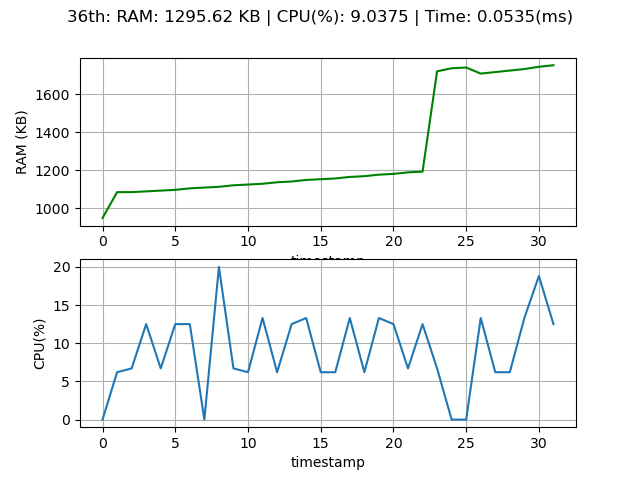 36th: RAM: 1295.62 KB | CPU(%): 9.0375 | Time: 0.0535(ms)
RAM (KB)
1600
1400
1200
1000
0 5 10 15 20 25 30
timestamp
CPU(%)
20
15
10
5
0
0 5 10 15 20 25 30
timestamp